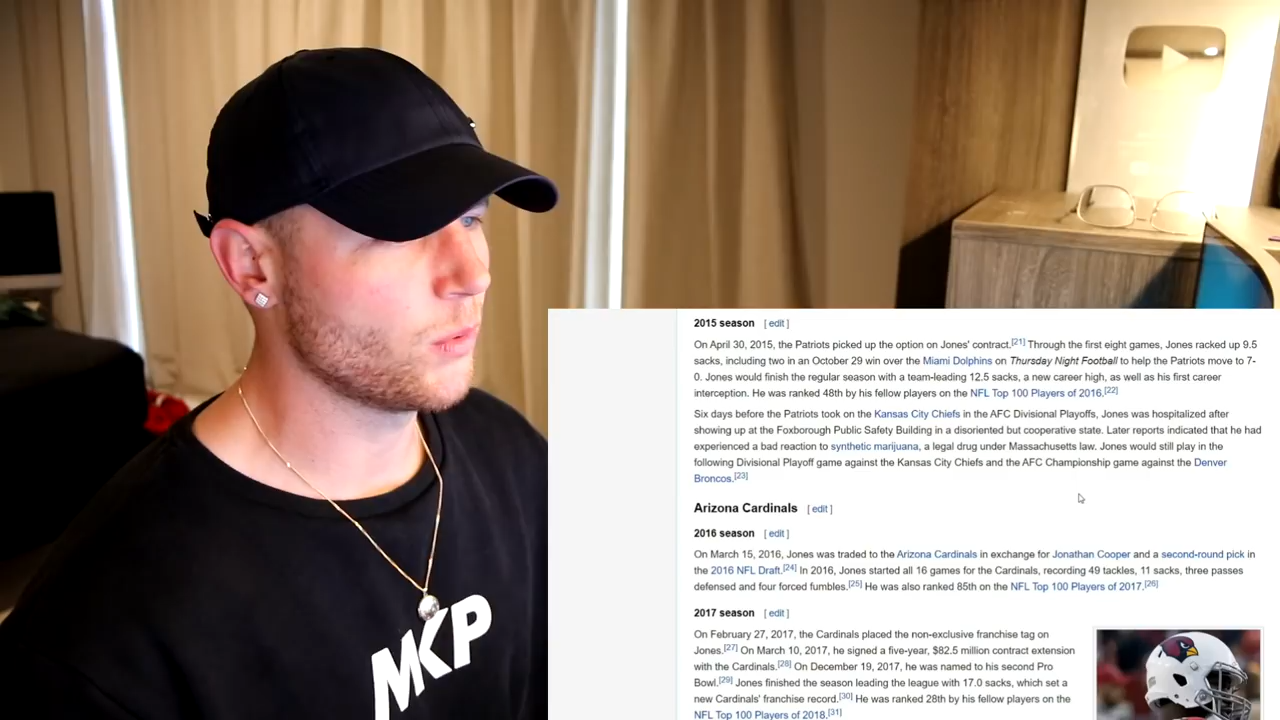 2015 season [ edit ]
On April 30, 2015, the Patriots picked up the option on Jones' contract.[21] Through the first eight games, Jones racked up 9.5
sacks, including two in an October 29 win over the Miami Dolphins on Thursday Night Football to help the Patriots move to 7-
0. Jones would finish the regular season with a team-leading 12.5 sacks, a new career high, as well as his first career
interception. He was ranked 48th by his fellow players on the NFL Top 100 Players of 2016.[22]
Six days before the Patriots took on the Kansas City Chiefs in the AFC Divisional Playoffs, Jones was hospitalized after
showing up at the Foxborough Public Safety Building in a disoriented but cooperative state. Later reports indicated that he had
experienced a bad reaction to synthetic marijuana, a legal drug under Massachusetts law. Jones would still play in the
following Divisional Playoff game against the Kansas City Chiefs and the AFC Championship game against the Denver
Broncos.[23]
Arizona Cardinals [ edit ]
2016 season [ edit ]
On March 15, 2016, Jones was traded to the Arizona Cardinals in exchange for Jonathan Cooper and a second-round pick in
the 2016 NFL Draft.[24] In 2016, Jones started all 16 games for the Cardinals, recording 49 tackles, 11 sacks, three passes
defensed and four forced fumbles.[25] He was also ranked 85th on the NFL Top 100 Players of 2017.[26]
2017 season [ edit ]
On February 27, 2017, the Cardinals placed the non-exclusive franchise tag on
Jones.[27] On March 10, 2017, he signed a five-year, $82.5 million contract extension
with the Cardinals.[28] On December 19, 2017, he was named to his second Pro
Bowl.[29] Jones finished the season leading the league with 17.0 sacks, which set a
new Cardinals' franchise record.[30] He was ranked 28th by his fellow players on the
NFL Top 100 Players of 2018.[31]
MKP